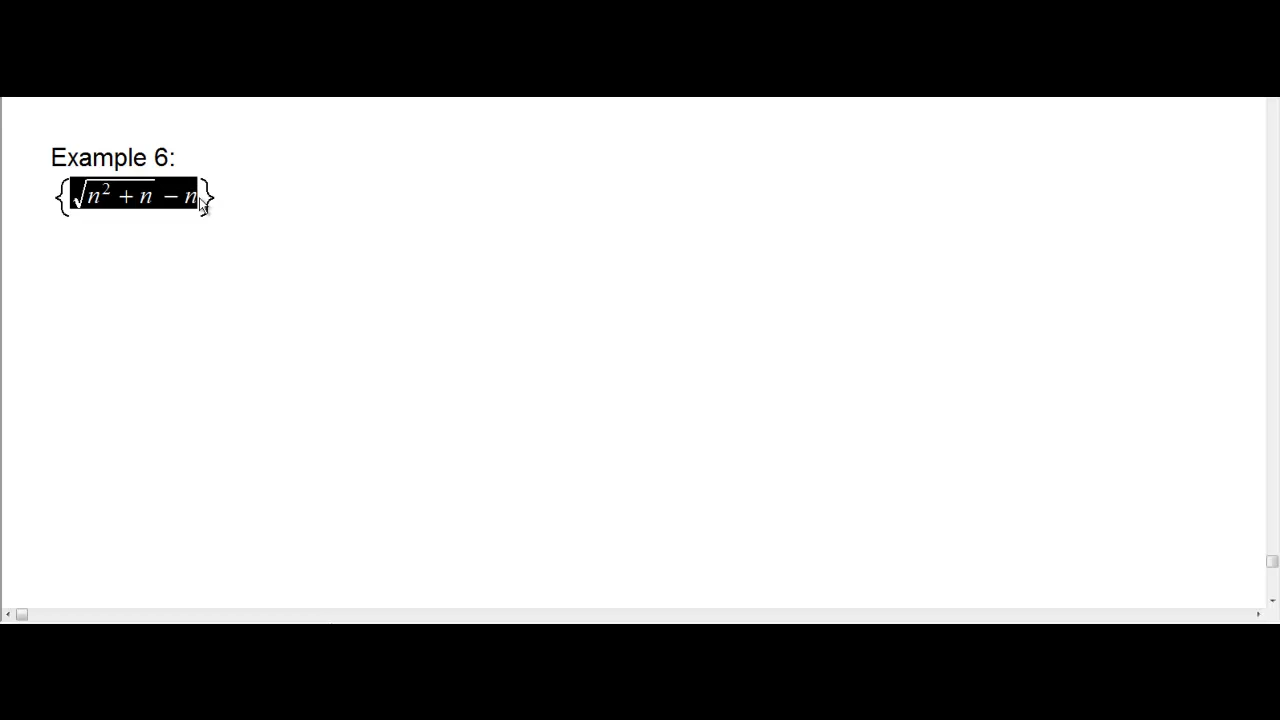 Example 6:
{√(n² + n) − n}